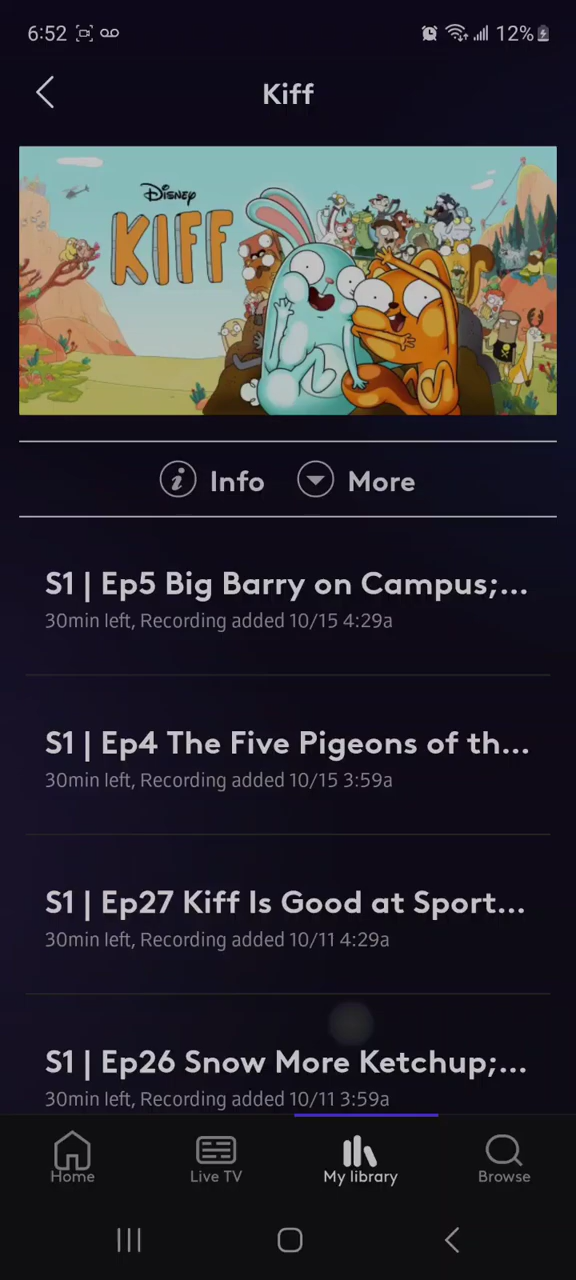 6:52
12%
Kiff
Disney
KIFF
Info
More
S1 | Ep5 Big Barry on Campus;...
30min left, Recording added 10/15 4:29a
S1 | Ep4 The Five Pigeons of th...
30min left, Recording added 10/15 3:59a
S1 | Ep27 Kiff Is Good at Sport...
30min left, Recording added 10/11 4:29a
S1 | Ep26 Snow More Ketchup;...
30min left, Recording added 10/11 3:59a
Home
Live TV
My library
Browse